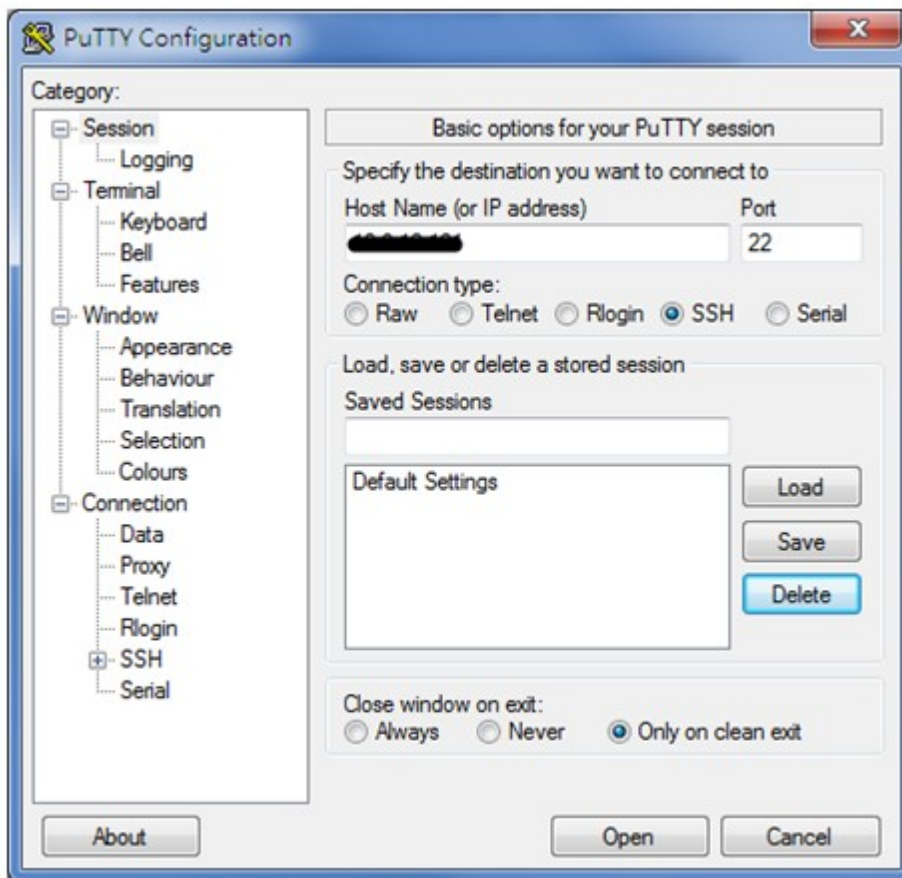 PuTTY Configuration
Category:
Session
Logging
Terminal
Keyboard
Bell
Features
Window
Appearance
Behaviour
Translation
Selection
Colours
Connection
Data
Proxy
Telnet
Rlogin
SSH
Serial
Basic options for your PuTTY session
Specify the destination you want to connect to
Host Name (or IP address) Port
22
Connection type:
Raw Telnet Rlogin SSH Serial
Load, save or delete a stored session
Saved Sessions
Default Settings
Load
Save
Delete
Close window on exit:
Always Never Only on clean exit
About Open Cancel